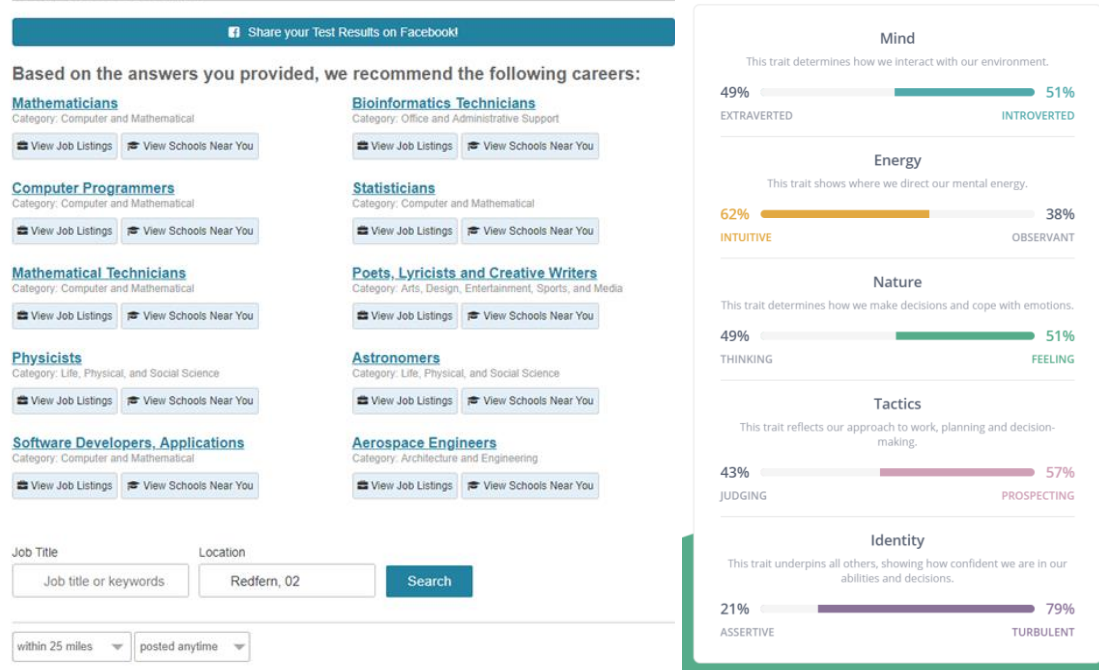 Share your Test Results on Facebook!
Based on the answers you provided, we recommend the following careers:
Mathematicians
Category: Computer and Mathematical
View Job Listings View Schools Near You
Bioinformatics Technicians
Category: Office and Administrative Support
View Job Listings View Schools Near You
Computer Programmers
Category: Computer and Mathematical
View Job Listings View Schools Near You
Statisticians
Category: Computer and Mathematical
View Job Listings View Schools Near You
Mathematical Technicians
Category: Computer and Mathematical
View Job Listings View Schools Near You
Poets, Lyricists and Creative Writers
Category: Arts, Design, Entertainment, Sports, and Media
View Job Listings View Schools Near You
Physicists
Category: Life, Physical, and Social Science
View Job Listings View Schools Near You
Astronomers
Category: Life, Physical, and Social Science
View Job Listings View Schools Near You
Software Developers, Applications
Category: Computer and Mathematical
View Job Listings View Schools Near You
Aerospace Engineers
Category: Architecture and Engineering
View Job Listings View Schools Near You
Job Title Location
Job title or keywords Redfern, 02 Search
within 25 miles posted anytime
Mind
This trait determines how we interact with our environment.
49% 51%
EXTRAVERTED INTROVERTED
Energy
This trait shows where we direct our mental energy.
62% 38%
INTUITIVE OBSERVANT
Nature
This trait determines how we make decisions and cope with emotions.
49% 51%
THINKING FEELING
Tactics
This trait reflects our approach to work, planning and decision-
making.
43% 57%
JUDGING PROSPECTING
Identity
This trait underpins all others, showing how confident we are in our
abilities and decisions.
21% 79%
ASSERTIVE TURBULENT